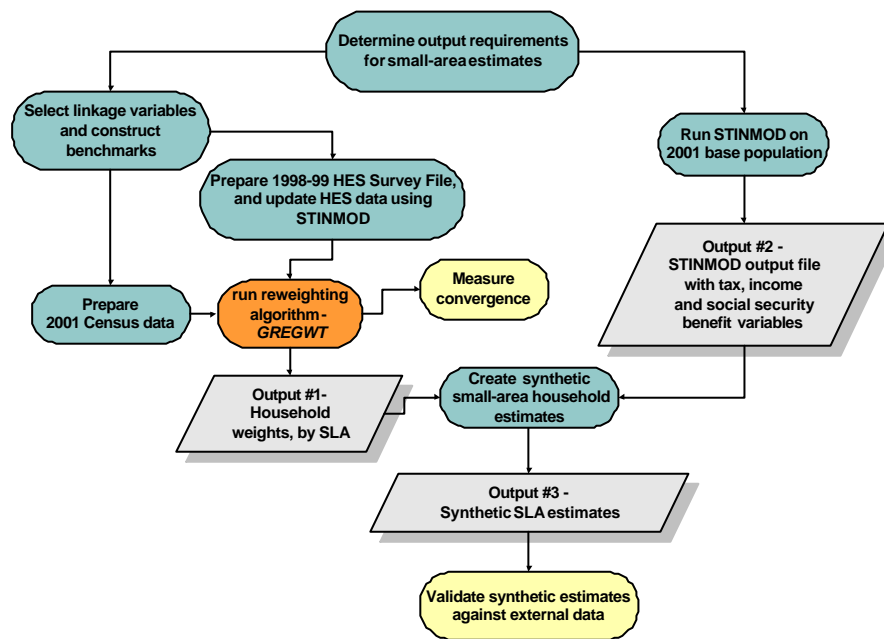 Determine output requirements
for small-area estimates
Select linkage variables
and construct
benchmarks
Run STINMOD on
2001 base population
Prepare 1998-99 HES Survey File,
and update HES data using
STINMOD
Output #2 -
STINMOD output file
with tax, income
and social security
benefit variables
Measure
convergence
Prepare
2001 Census data
run reweighting
algorithm-
GREGWT
Output #1-
Household
weights, by SLA
Create synthetic
small-area household
estimates
Output #3 -
Synthetic SLA estimates
Validate synthetic estimates
against external data